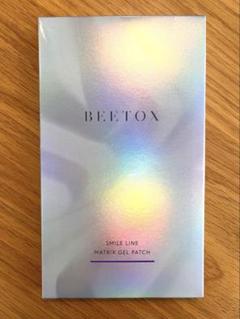 BEETOX
SMILE LINE
MATRIX GEL PATCH